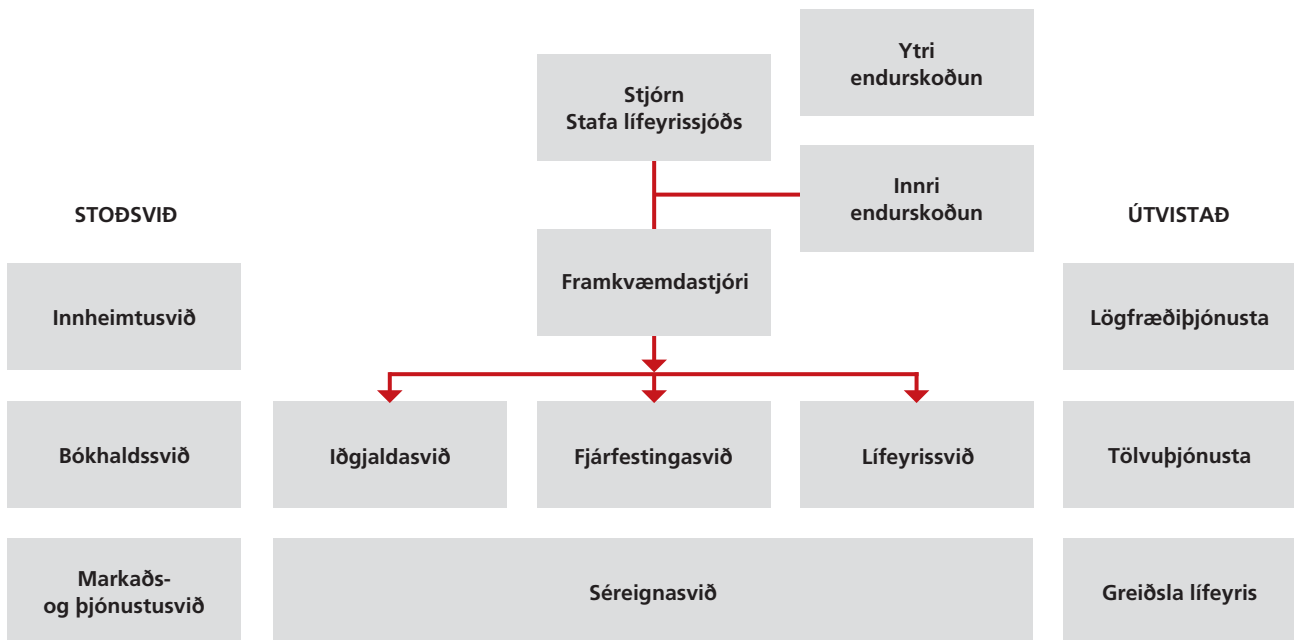 Ytri
endurskoðun
Stjórn
Stafa lífeyrissjóðs
Innri
endurskoðun
STOÐSVIÐ
ÚTVISTAÐ
Framkvæmdastjóri
Innheimtusvið
Lögfræðiþjónusta
Bókhaldssvið
Iðgjaldasvið
Fjárfestingasvið
Lífeyrissvið
Tölvuþjónusta
Markaðs-
og þjónustusvið
Séreignasvið
Greiðsla lífeyris